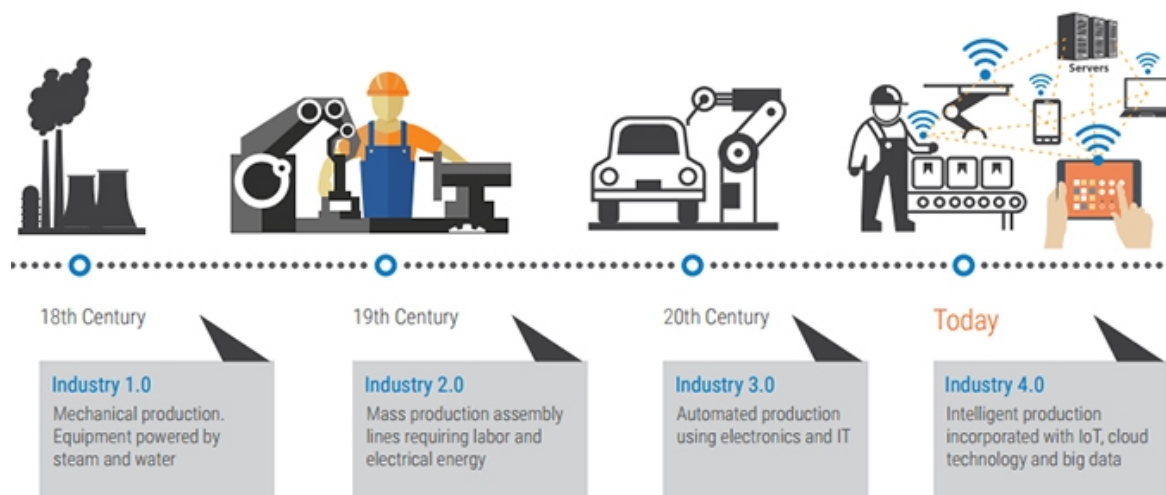 Servers
18th Century
19th Century
20th Century
Today
Industry 1.0
Mechanical production.
Equipment powered by
steam and water
Industry 2.0
Mass production assembly
lines requiring labor and
electrical energy
Industry 3.0
Automated production
using electronics and IT
Industry 4.0
Intelligent production
incorporated with IoT, cloud
technology and big data